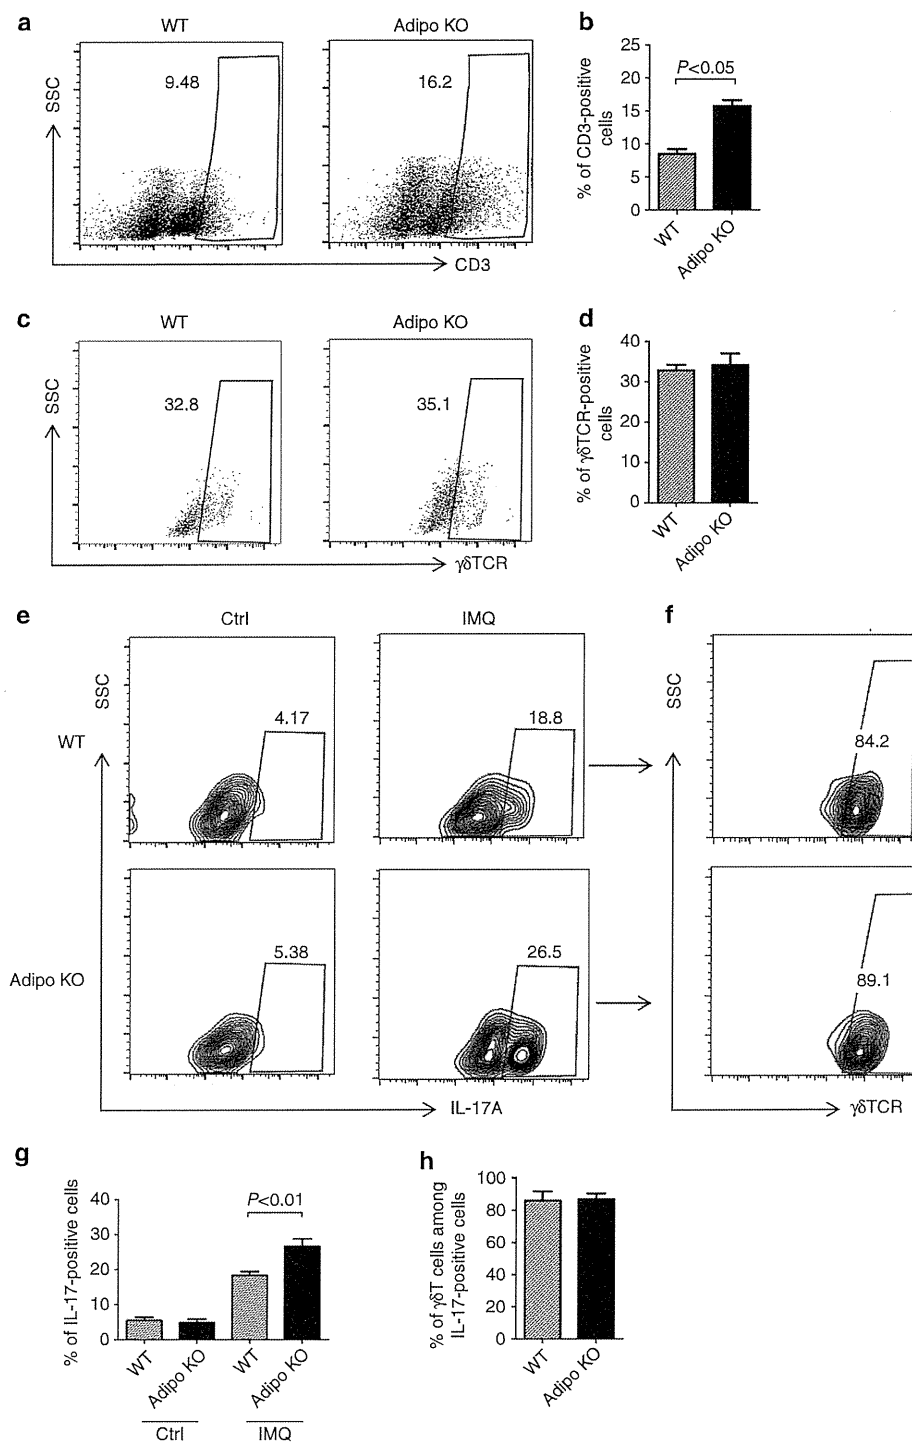 a
WT
Adipo KO
SSC
9.48
16.2
CD3
b
% of CD3-positive
cells
25
20
15
10
5
0
P<0.05
WT
Adipo KO
c
WT
Adipo KO
SSC
32.8
35.1
γδTCR
d
% of γδTCR-positive
cells
40
30
20
10
0
WT
Adipo KO
e
Ctrl
IMQ
SSC
WT
4.17
18.8
Adipo KO
5.38
26.5
IL-17A
f
SSC
84.2
89.1
γδTCR
g
% of IL-17-positive cells
40
30
20
10
0
P<0.01
WT
Adipo KO
WT
Adipo KO
Ctrl
IMQ
h
% of γδT cells among
IL-17-positive cells
100
80
60
40
20
0
WT
Adipo KO